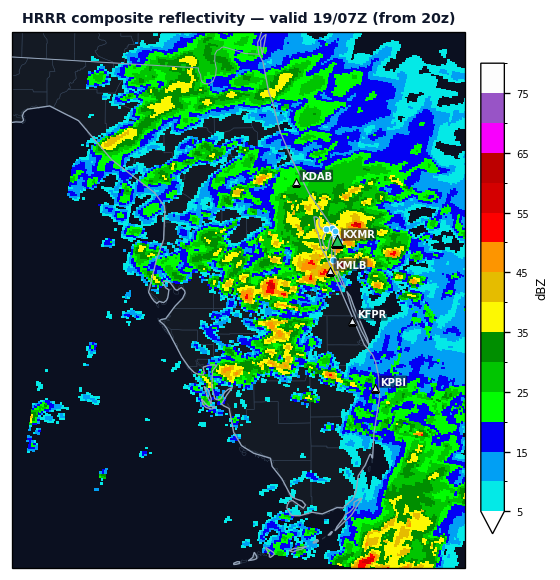 HRRR composite reflectivity — valid 19/07Z (from 20z)
KDAB
KXMR
KMLB
KFPR
KPBI
75
65
55
45
35
25
15
5
dBZ